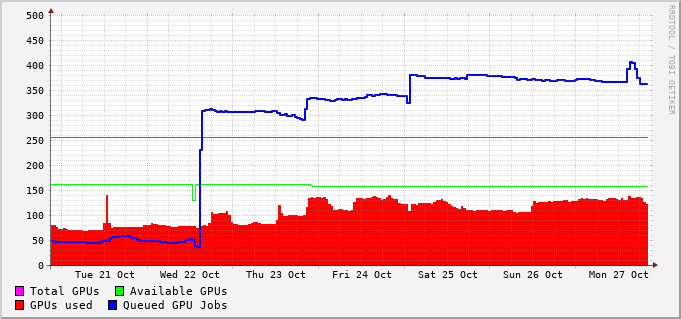 500
450
400
350
300
250
200
150
100
50
0
Tue 21 Oct Wed 22 Oct Thu 23 Oct Fri 24 Oct Sat 25 Oct Sun 26 Oct Mon 27 Oct
Total GPUs Available GPUs
GPUs used Queued GPU Jobs
RRDTOOL / TOBI OETIKER